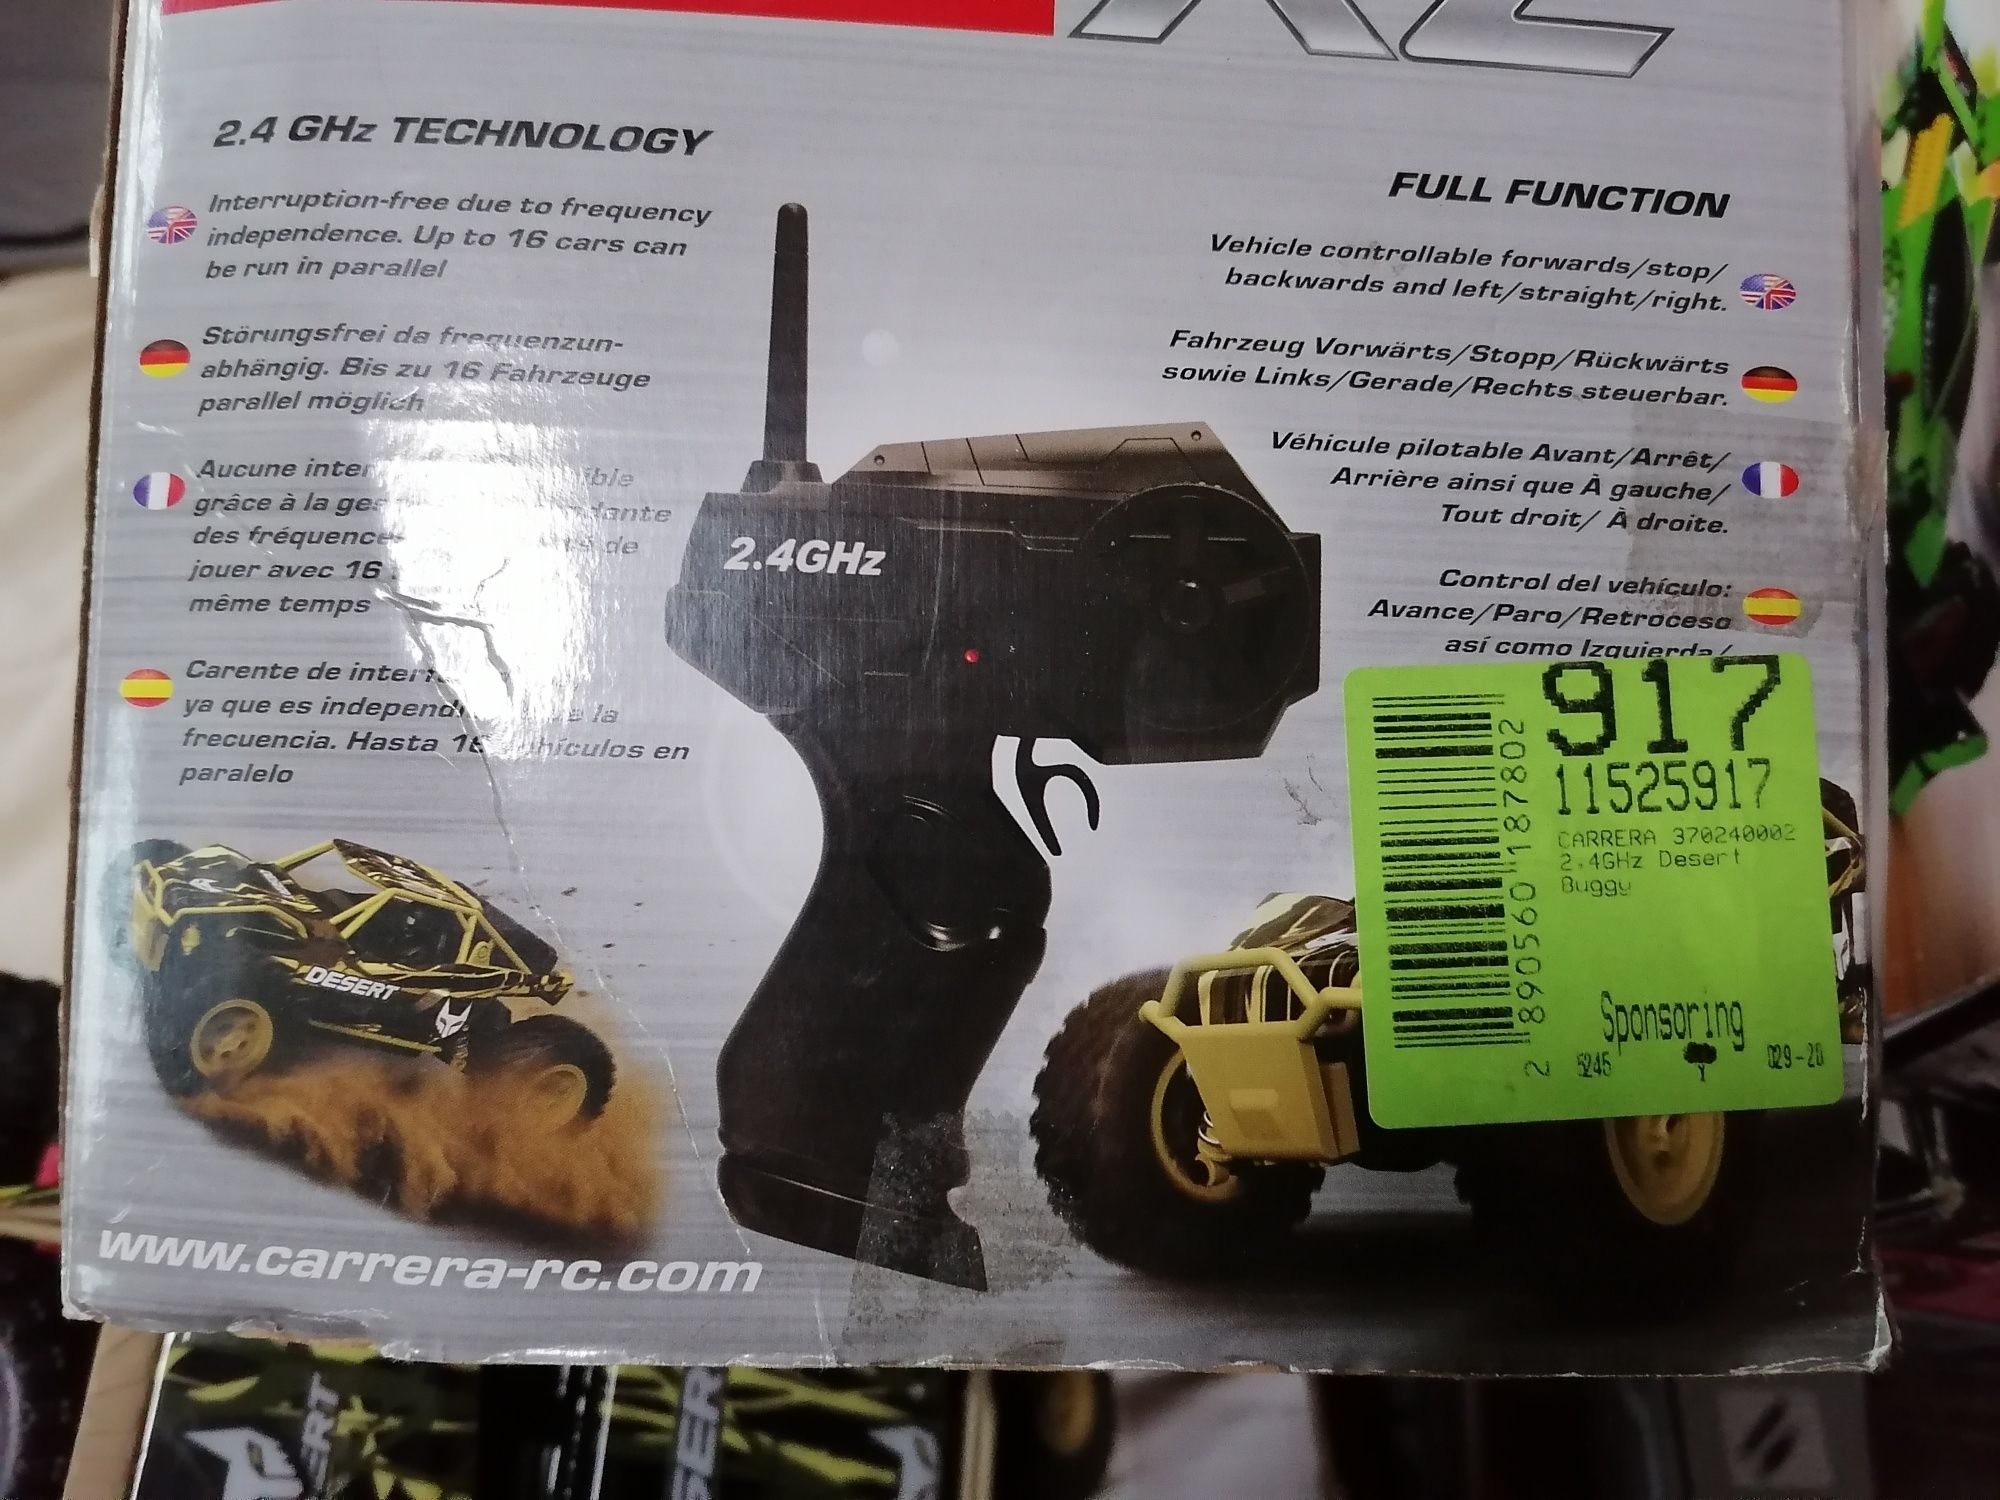 2.4 GHz TECHNOLOGY
Interruption-free due to frequency
independence. Up to 16 cars can
be run in parallel
Störungsfrei da frequenzun-
abhängig. Bis zu 16 Fahrzeuge
parallel möglich
Aucune
grâce à la
des
jouer avec 16
même temps
de
Carente de
ya que es la
frecuencia. Hasta 16 vehículos en
paralelo
2.4GHz
FULL FUNCTION
Vehicle controllable forwards/stop/
backwards and left/straight/right.
Fahrzeug Vorwärts/Stopp/Rückwärts
sowie Links/Gerade/Rechts steuerbar.
Véhicule pilotable Avant/Arrêt/
Arrière ainsi que À gauche/
Tout droit/ À droite.
Control del vehículo:
Avance/Paro/Retroceso
así como Izquierda/
917
11525917
CARRERA 370240002
2.4GHz Desert
Buggy
Sponsoring
5245 Y 029-20
2 890560 187802
DESERT
www.carrera-rc.com